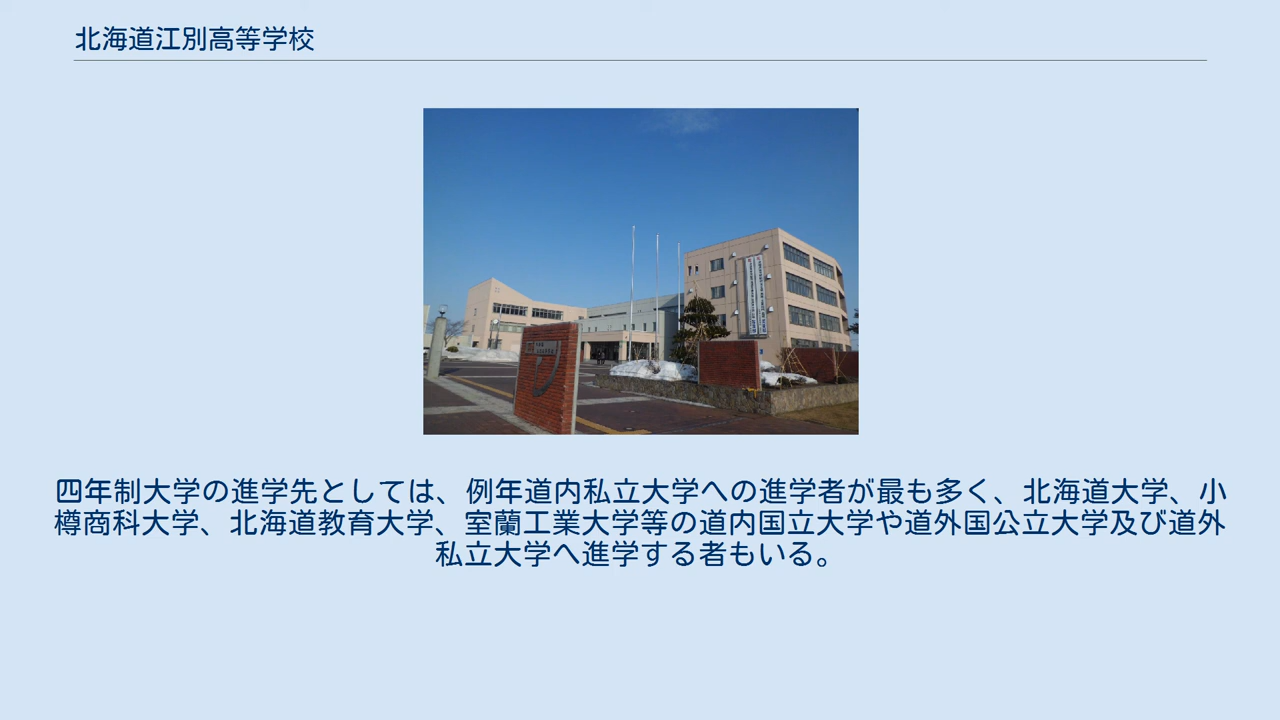 北海道江別高等学校
四年制大学の進学先としては、例年道内私立大学への進学者が最も多く、北海道大学、小
樽商科大学、北海道教育大学、室蘭工業大学等の道内国立大学や道外国公立大学及び道外
私立大学へ進学する者もいる。